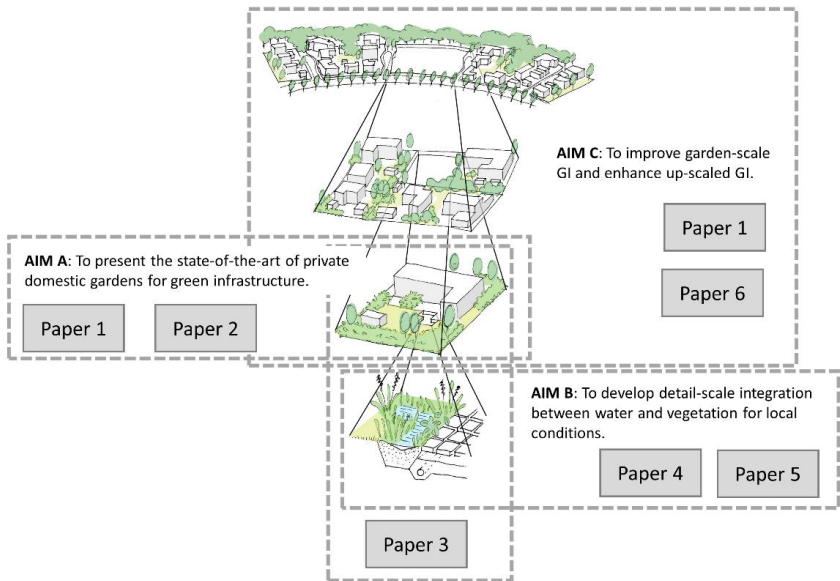 AIM C: To improve garden-scale
GI and enhance up-scaled GI.
Paper 1
Paper 6
AIM A: To present the state-of-the-art of private
domestic gardens for green infrastructure.
Paper 1
Paper 2
AIM B: To develop detail-scale integration
between water and vegetation for local
conditions.
Paper 4
Paper 5
Paper 3